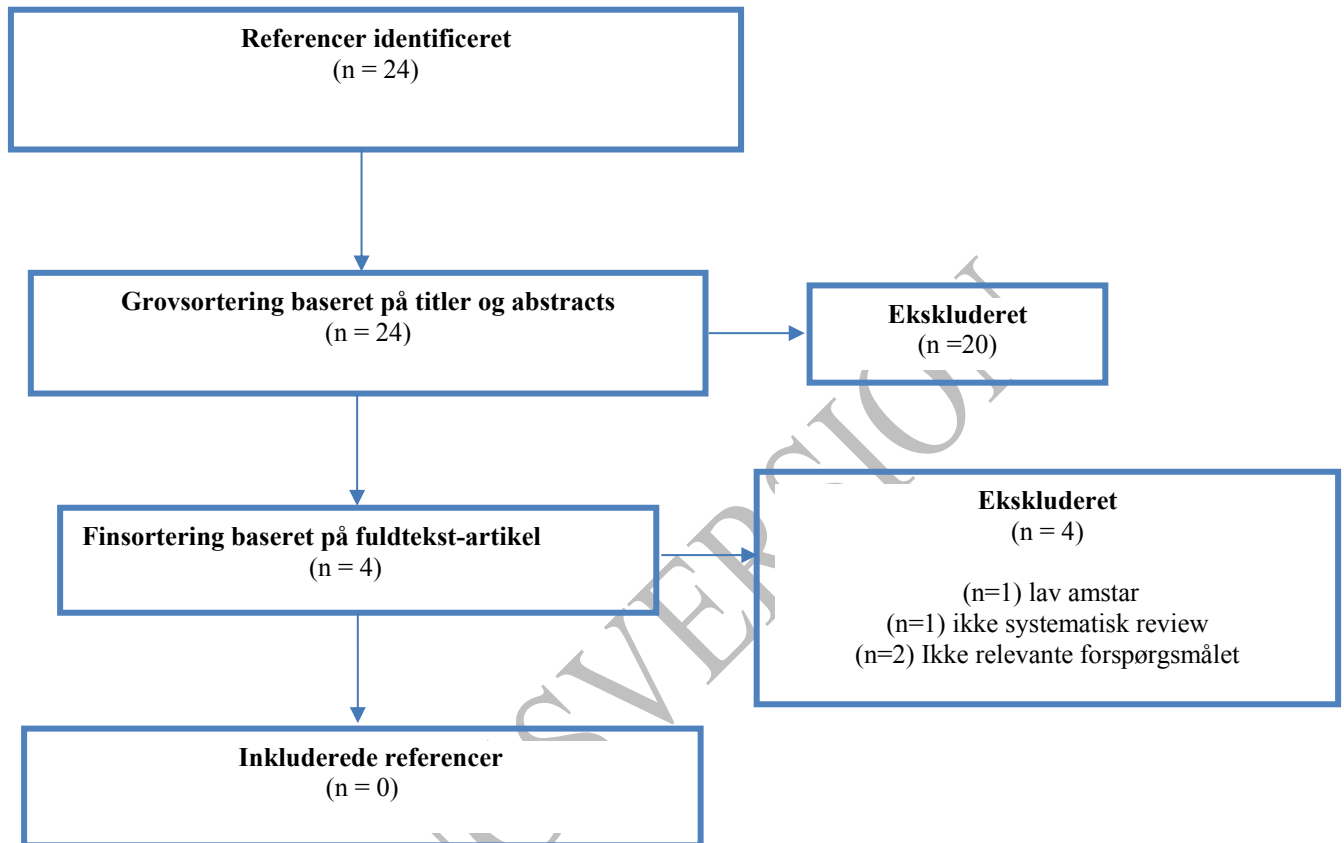 Referencer identificeret
(n = 24)
Grovsortering baseret på titler og abstracts
(n = 24)
Ekskluderet
(n =20)
Finsortering baseret på fuldtekst-artikel
(n = 4)
Ekskluderet
(n = 4)
(n=1) lav amstar
(n=1) ikke systematisk review
(n=2) Ikke relevante forspørgsmålet
Inkluderede referencer
(n = 0)
SVERSION